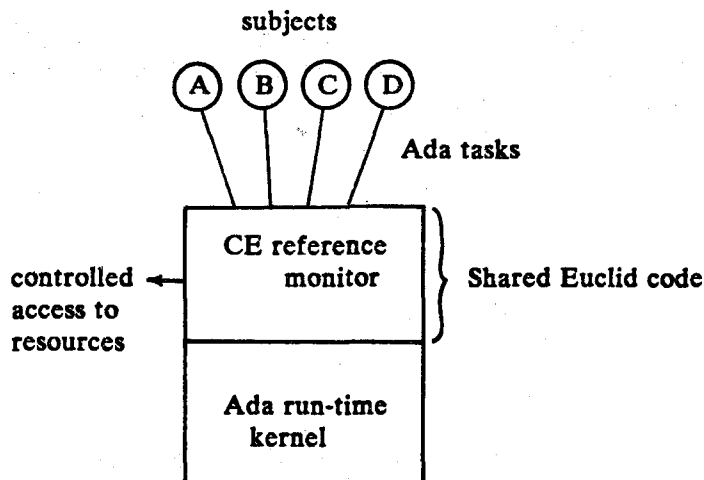 subjects
A B C D
Ada tasks
CE reference
monitor
controlled
access to
resources
Shared Euclid code
Ada run-time
kernel